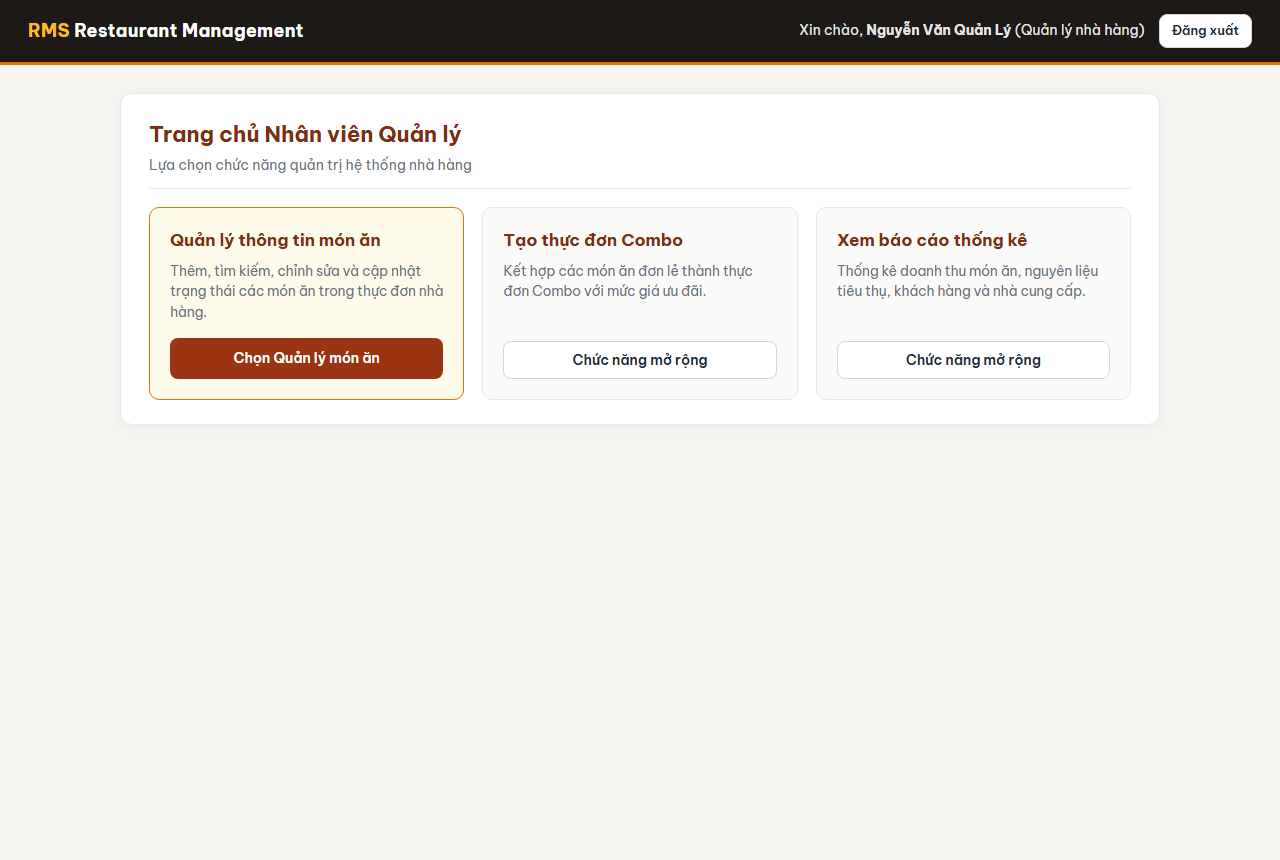 RMS Restaurant Management
Xin chào, Nguyễn Văn Quản Lý (Quản lý nhà hàng)
Đăng xuất
Trang chủ Nhân viên Quản lý
Lựa chọn chức năng quản trị hệ thống nhà hàng
Quản lý thông tin món ăn
Thêm, tìm kiếm, chỉnh sửa và cập nhật
trạng thái các món ăn trong thực đơn nhà
hàng.
Chọn Quản lý món ăn
Tạo thực đơn Combo
Kết hợp các món ăn đơn lẻ thành thực
đơn Combo với mức giá ưu đãi.
Chức năng mở rộng
Xem báo cáo thống kê
Thống kê doanh thu món ăn, nguyên liệu
tiêu thụ, khách hàng và nhà cung cấp.
Chức năng mở rộng